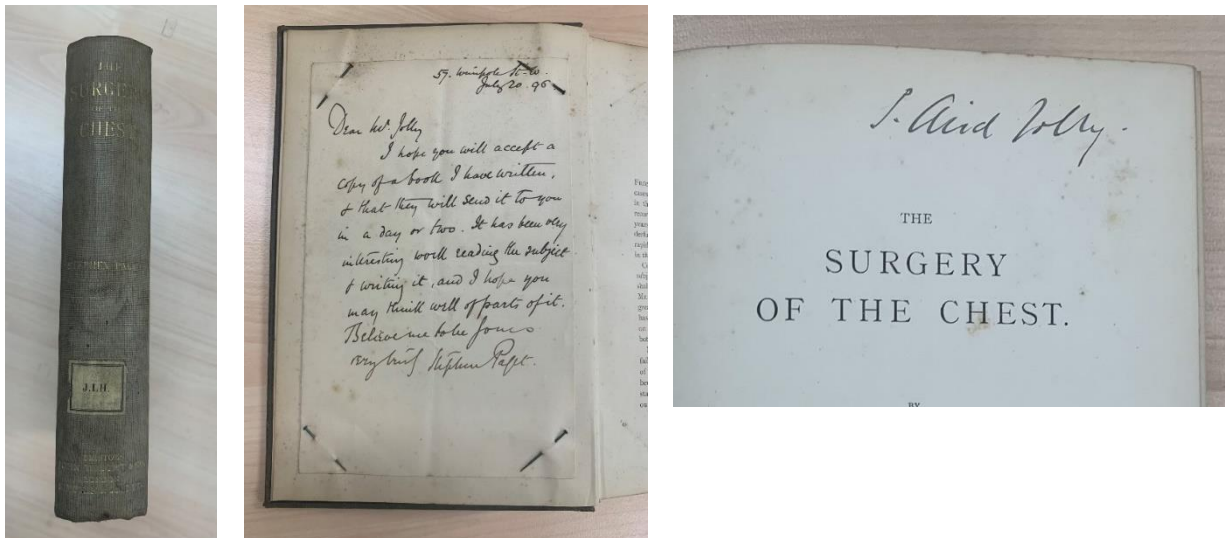 THE
SURGERY
OF THE
CHEST
STEPHEN PAGET
J.I.H.
57. Wimpole St. W.
July 20. 96
Dear Mr. Jolly
I hope you will accept a
copy of a book I have written,
& that they will send it to you
in a day or two. It has been very
interesting work reading the subject
& writing it, and I hope you
may think well of parts of it.
Believe me to be Yours
very truly Stephen Paget.
Jolly.
THE
SURGERY
OF THE CHEST.
BY